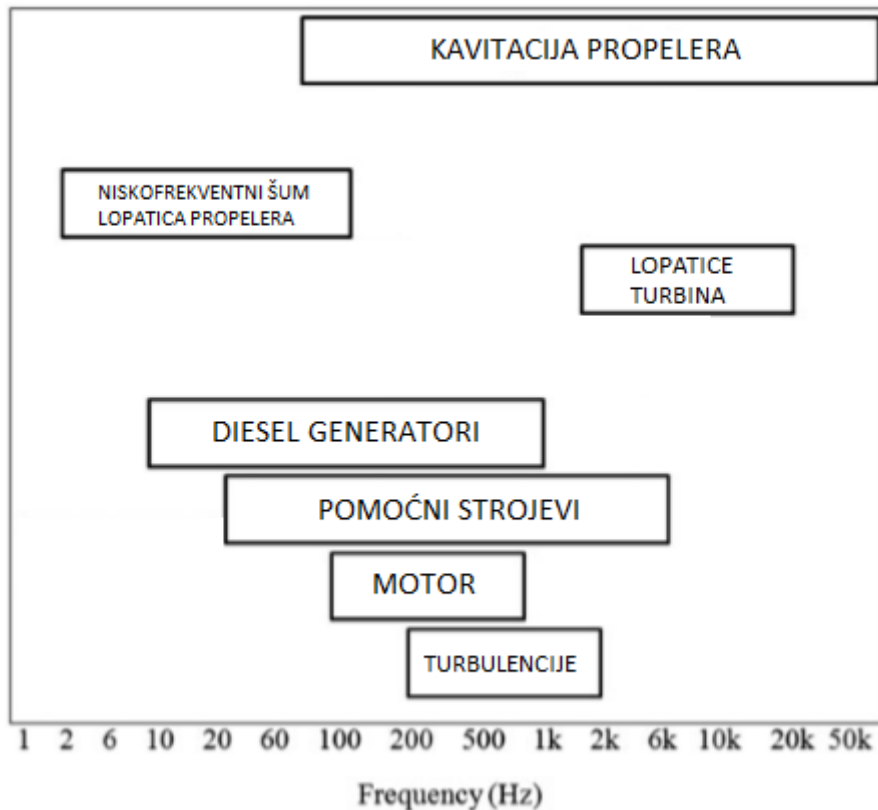 KAVITACIJA PROPELERA
NISKOFREKVENTNI ŠUM
LOPATICA PROPELERA
LOPATICE
TURBINA
DIESEL GENERATORI
POMOĆNI STROJEVI
MOTOR
TURBULENCIJE
1 2 6 10 20 60 100 200 500 1k 2k 6k 10k 20k 50k
Frequency (Hz)